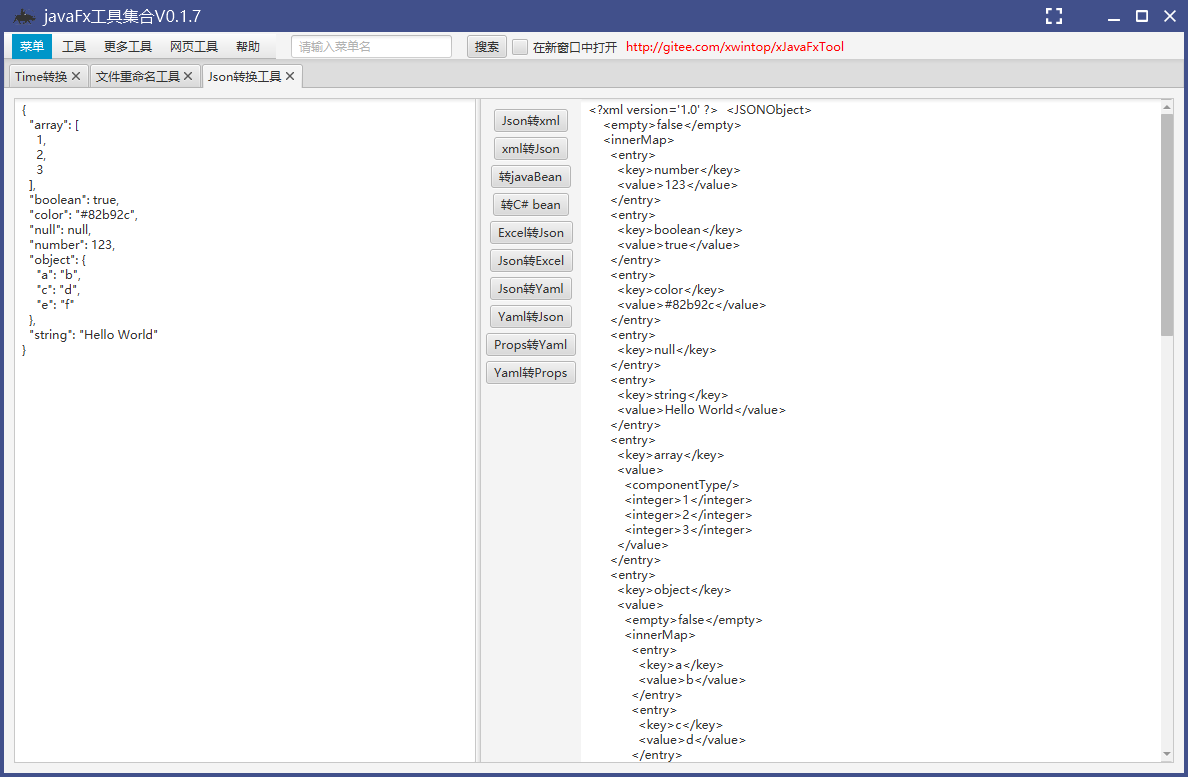 javaFx工具集合V0.1.7
菜单 工具 更多工具 网页工具 帮助 请输入菜单名 搜索 在新窗口中打开 http://gitee.com/xwintop/xJavaFxTool
Time转换 文件重命名工具 Json转换工具
{
"array": [
1,
2,
3
],
"boolean": true,
"color": "#82b92c",
"null": null,
"number": 123,
"object": {
"a": "b",
"c": "d",
"e": "f"
},
"string": "Hello World"
}
Json转xml
xml转Json
转javaBean
转C# bean
Excel转Json
Json转Excel
Json转Yaml
Yaml转Json
Props转Yaml
Yaml转Props
<?xml version='1.0' ?> <JSONObject>
<empty>false</empty>
<innerMap>
<entry>
<key>number</key>
<value>123</value>
</entry>
<entry>
<key>boolean</key>
<value>true</value>
</entry>
<entry>
<key>color</key>
<value>#82b92c</value>
</entry>
<entry>
<key>null</key>
</entry>
<entry>
<key>string</key>
<value>Hello World</value>
</entry>
<entry>
<key>array</key>
<value>
<componentType/>
<integer>1</integer>
<integer>2</integer>
<integer>3</integer>
</value>
</entry>
<entry>
<key>object</key>
<value>
<empty>false</empty>
<innerMap>
<entry>
<key>a</key>
<value>b</value>
</entry>
<entry>
<key>c</key>
<value>d</value>
</entry>